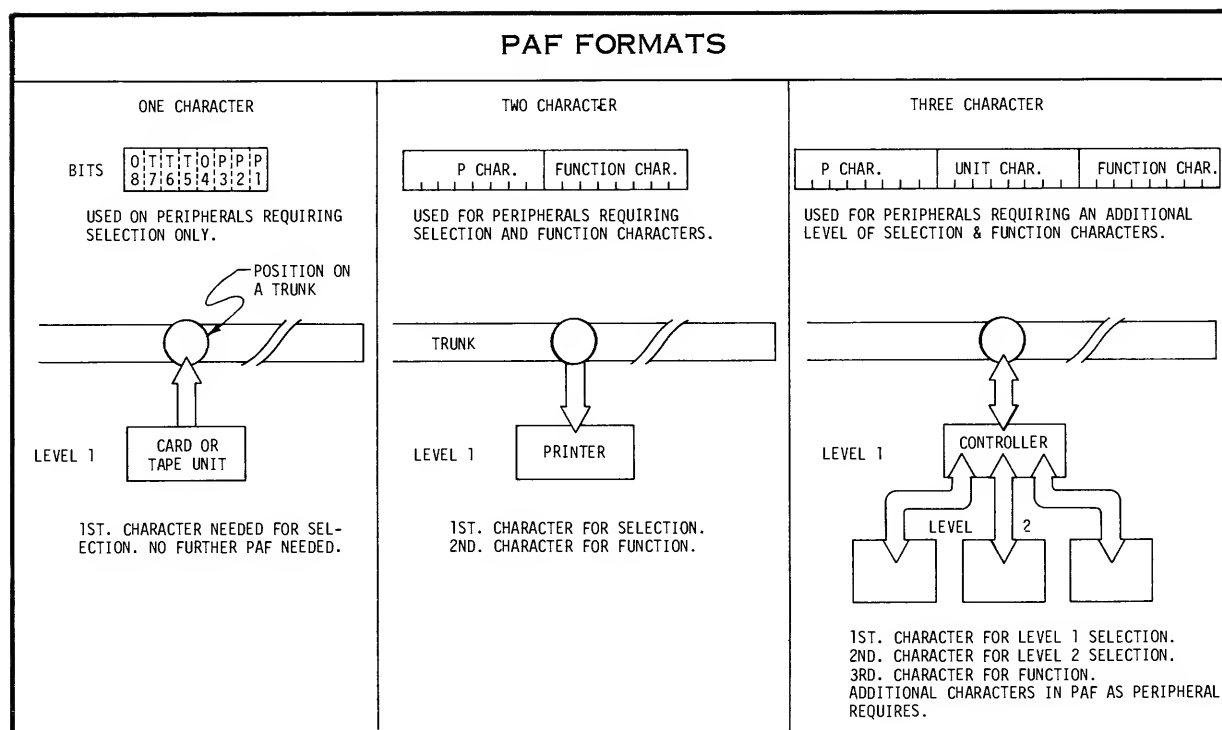 PAF FORMATS
ONE CHARACTER
BITS
O T T T O P P P
8 7 6 5 4 3 2 1
USED ON PERIPHERALS REQUIRING
SELECTION ONLY.
POSITION ON
A TRUNK
LEVEL 1
CARD OR
TAPE UNIT
1ST. CHARACTER NEEDED FOR SEL-
ECTION. NO FURTHER PAF NEEDED.
TWO CHARACTER
P CHAR. FUNCTION CHAR.
USED FOR PERIPHERALS REQUIRING
SELECTION AND FUNCTION CHARACTERS.
TRUNK
LEVEL 1
PRINTER
1ST. CHARACTER FOR SELECTION.
2ND. CHARACTER FOR FUNCTION.
THREE CHARACTER
P CHAR. UNIT CHAR. FUNCTION CHAR.
USED FOR PERIPHERALS REQUIRING AN ADDITIONAL
LEVEL OF SELECTION & FUNCTION CHARACTERS.
LEVEL 1
CONTROLLER
LEVEL 2
1ST. CHARACTER FOR LEVEL 1 SELECTION.
2ND. CHARACTER FOR LEVEL 2 SELECTION.
3RD. CHARACTER FOR FUNCTION.
ADDITIONAL CHARACTERS IN PAF AS PERIPHERAL
REQUIRES.